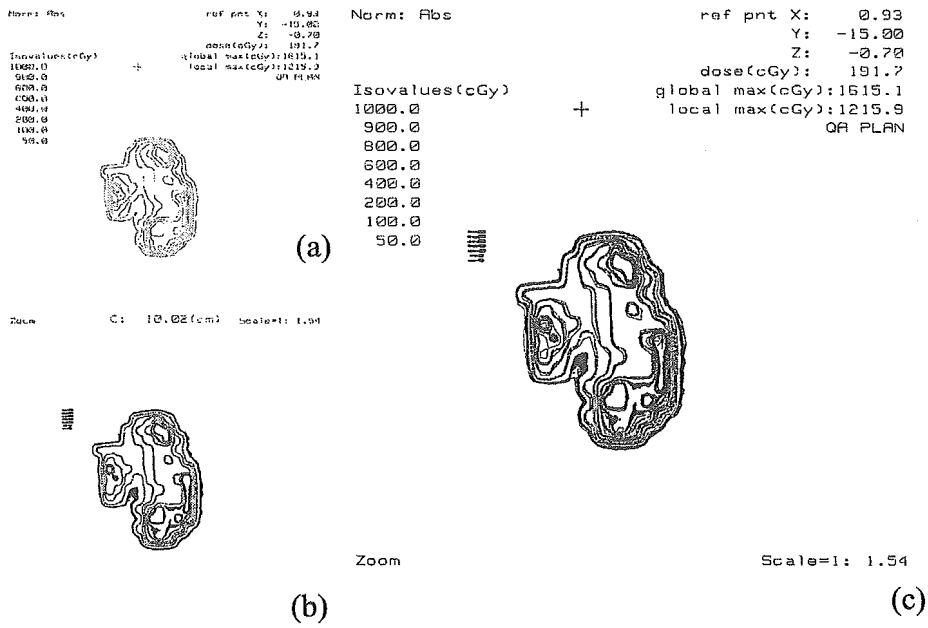 Norm: Abs
ref pnt X: 0.93
Y: -15.00
Z: -0.70
dose(cGy): 191.7
Isovalues(cGy)
global max(cGy):1615.1
1000.0
local max(cGy):1215.9
900.0
QA PLAN
600.0
400.0
200.0
100.0
50.0
(a)
Zoom
C: 10.02(cm)
Scale=1: 1.54
(b)
Norm: Abs
ref pnt X: 0.93
Y: -15.00
Z: -0.70
dose(cGy): 191.7
Isovalues(cGy)
global max(cGy):1615.1
1000.0
local max(cGy):1215.9
900.0
QA PLAN
800.0
600.0
400.0
200.0
100.0
50.0
Zoom
Scale=1: 1.54
(c)